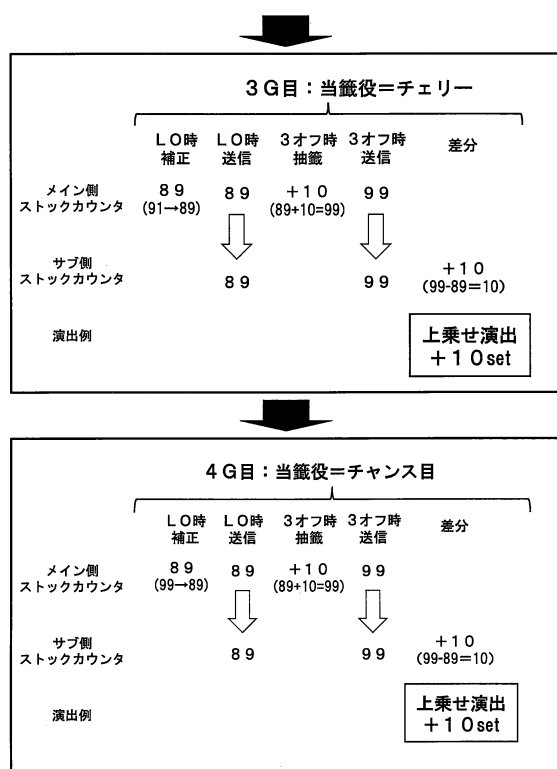 3G目：当籤役＝チェリー
LO時 LO時 3オフ時 3オフ時 差分
補正 送信 抽籤 送信
メイン側 89 89 +10 99
ストックカウンタ (91→89) (89+10=99)
サブ側 89 99 +10
ストックカウンタ (99-89=10)
演出例 上乗せ演出
+10set
4G目：当籤役＝チャンス目
LO時 LO時 3オフ時 3オフ時 差分
補正 送信 抽籤 送信
メイン側 89 89 +10 99
ストックカウンタ (99→89) (89+10=99)
サブ側 89 99 +10
ストックカウンタ (99-89=10)
演出例 上乗せ演出
+10set